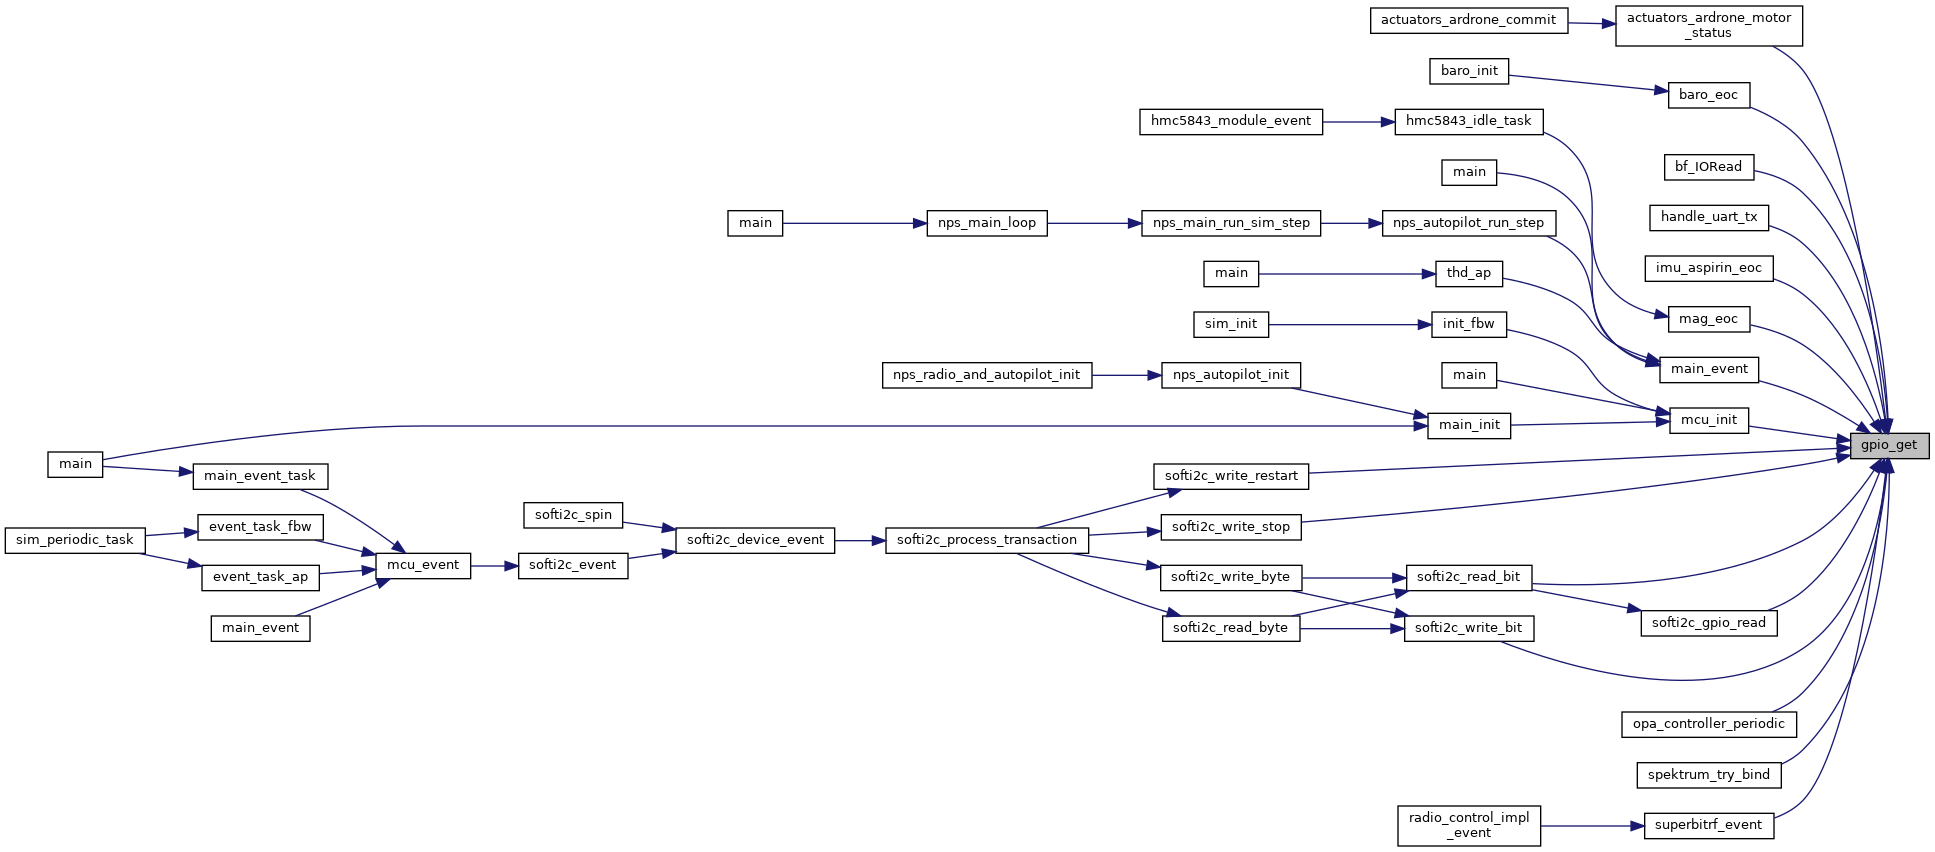 actuators_ardrone_commit
actuators_ardrone_motor
_status
baro_init
baro_eoc
hmc5843_module_event
hmc5843_idle_task
bf_IORead
main
handle_uart_tx
main
nps_main_loop
nps_main_run_sim_step
nps_autopilot_run_step
imu_aspirin_eoc
main
thd_ap
mag_eoc
sim_init
init_fbw
main_event
nps_radio_and_autopilot_init
nps_autopilot_init
main
mcu_init
main_init
gpio_get
main
main_event_task
softi2c_write_restart
softi2c_spin
event_task_fbw
softi2c_write_stop
sim_periodic_task
softi2c_device_event
softi2c_process_transaction
mcu_event
softi2c_event
event_task_ap
softi2c_write_byte
softi2c_read_bit
softi2c_gpio_read
main_event
softi2c_read_byte
softi2c_write_bit
opa_controller_periodic
spektrum_try_bind
radio_control_impl
_event
superbitrf_event